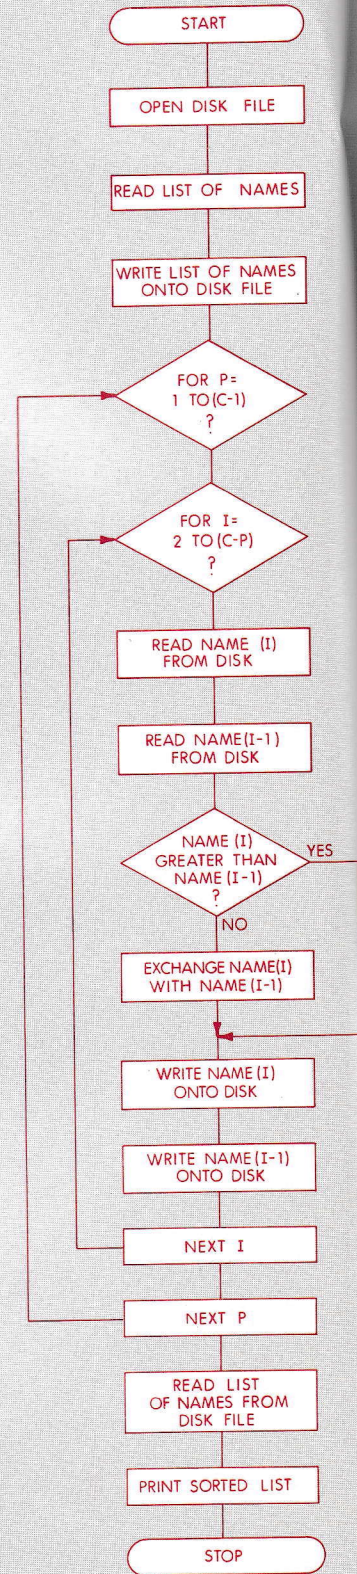 START
OPEN DISK FILE
READ LIST OF NAMES
WRITE LIST OF NAMES
ONTO DISK FILE
FOR P=
1 TO (C-1)
?
FOR I=
2 TO (C-P)
?
READ NAME (I)
FROM DISK
READ NAME(I-1)
FROM DISK
NAME (I)
GREATER THAN
NAME (I-1)
?
YES
NO
EXCHANGE NAME(I)
WITH NAME (I-1)
WRITE NAME (I)
ONTO DISK
WRITE NAME (I-1)
ONTO DISK
NEXT I
NEXT P
READ LIST
OF NAMES FROM
DISK FILE
PRINT SORTED LIST
STOP